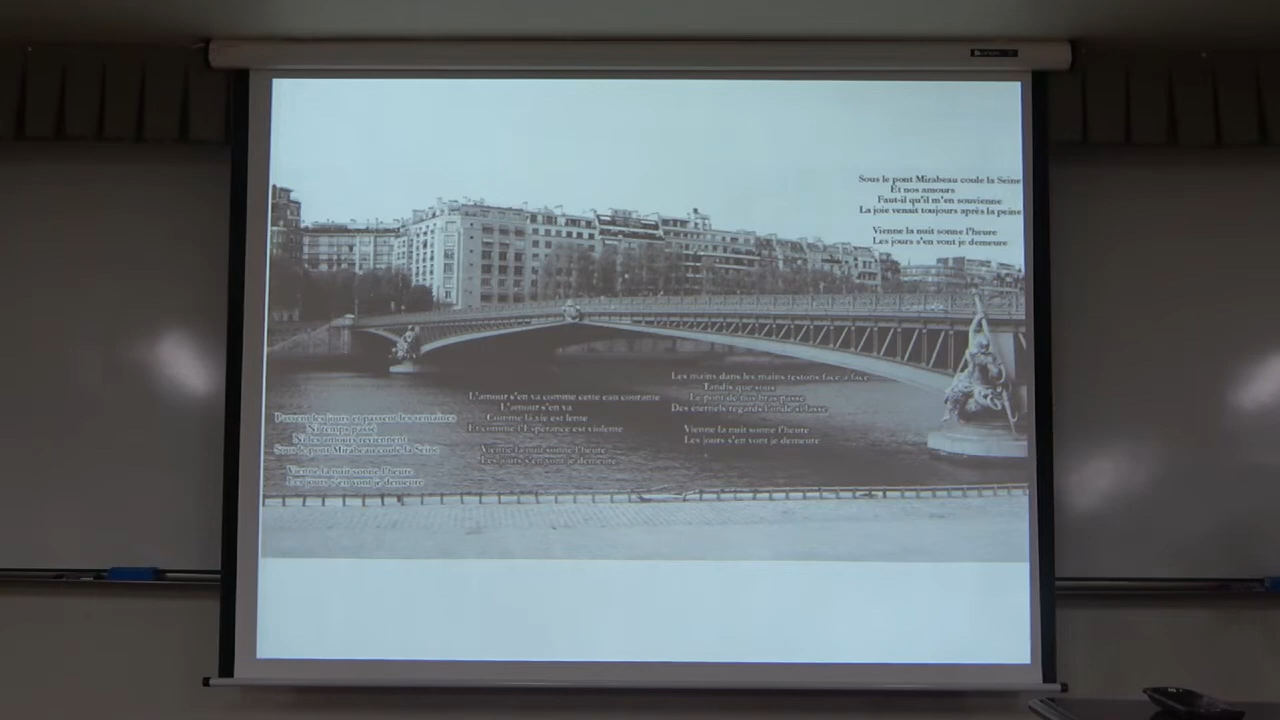 Sous le pont Mirabeau coule la Seine
Et nos amours
Faut-il qu'il m'en souvienne
La joie venait toujours après la peine
Vienne la nuit sonne l'heure
Les jours s'en vont je demeure
Les mains dans les mains restons face à face
Tandis que sous
Le pont de nos bras passe
Des éternels regards l'onde si lasse
Vienne la nuit sonne l'heure
Les jours s'en vont je demeure
L'amour s'en va comme cette eau courante
L'amour s'en va
Comme la vie est lente
Et comme l'Espérance est violente
Vienne la nuit sonne l'heure
Les jours s'en vont je demeure
Passent les jours et passent les semaines
Ni temps passé
Ni les amours reviennent
Sous le pont Mirabeau coule la Seine
Vienne la nuit sonne l'heure
Les jours s'en vont je demeure